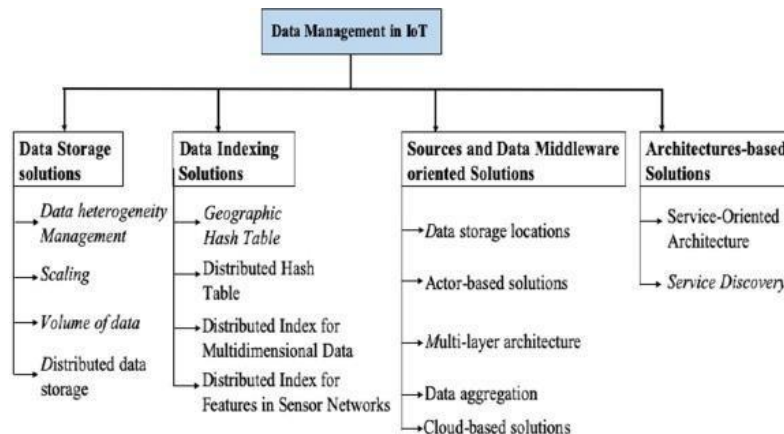 Data Management in IoT
Data Storage
solutions
Data heterogeneity
Management
Scaling
Volume of data
Distributed data
storage
Data Indexing
Solutions
Geographic
Hash Table
Distributed Hash
Table
Distributed Index for
Multidimensional Data
Distributed Index for
Features in Sensor Networks
Sources and Data Middleware
oriented Solutions
Data storage locations
Actor-based solutions
Multi-layer architecture
Data aggregation
Cloud-based solutions
Architectures-based
Solutions
Service-Oriented
Architecture
Service Discovery